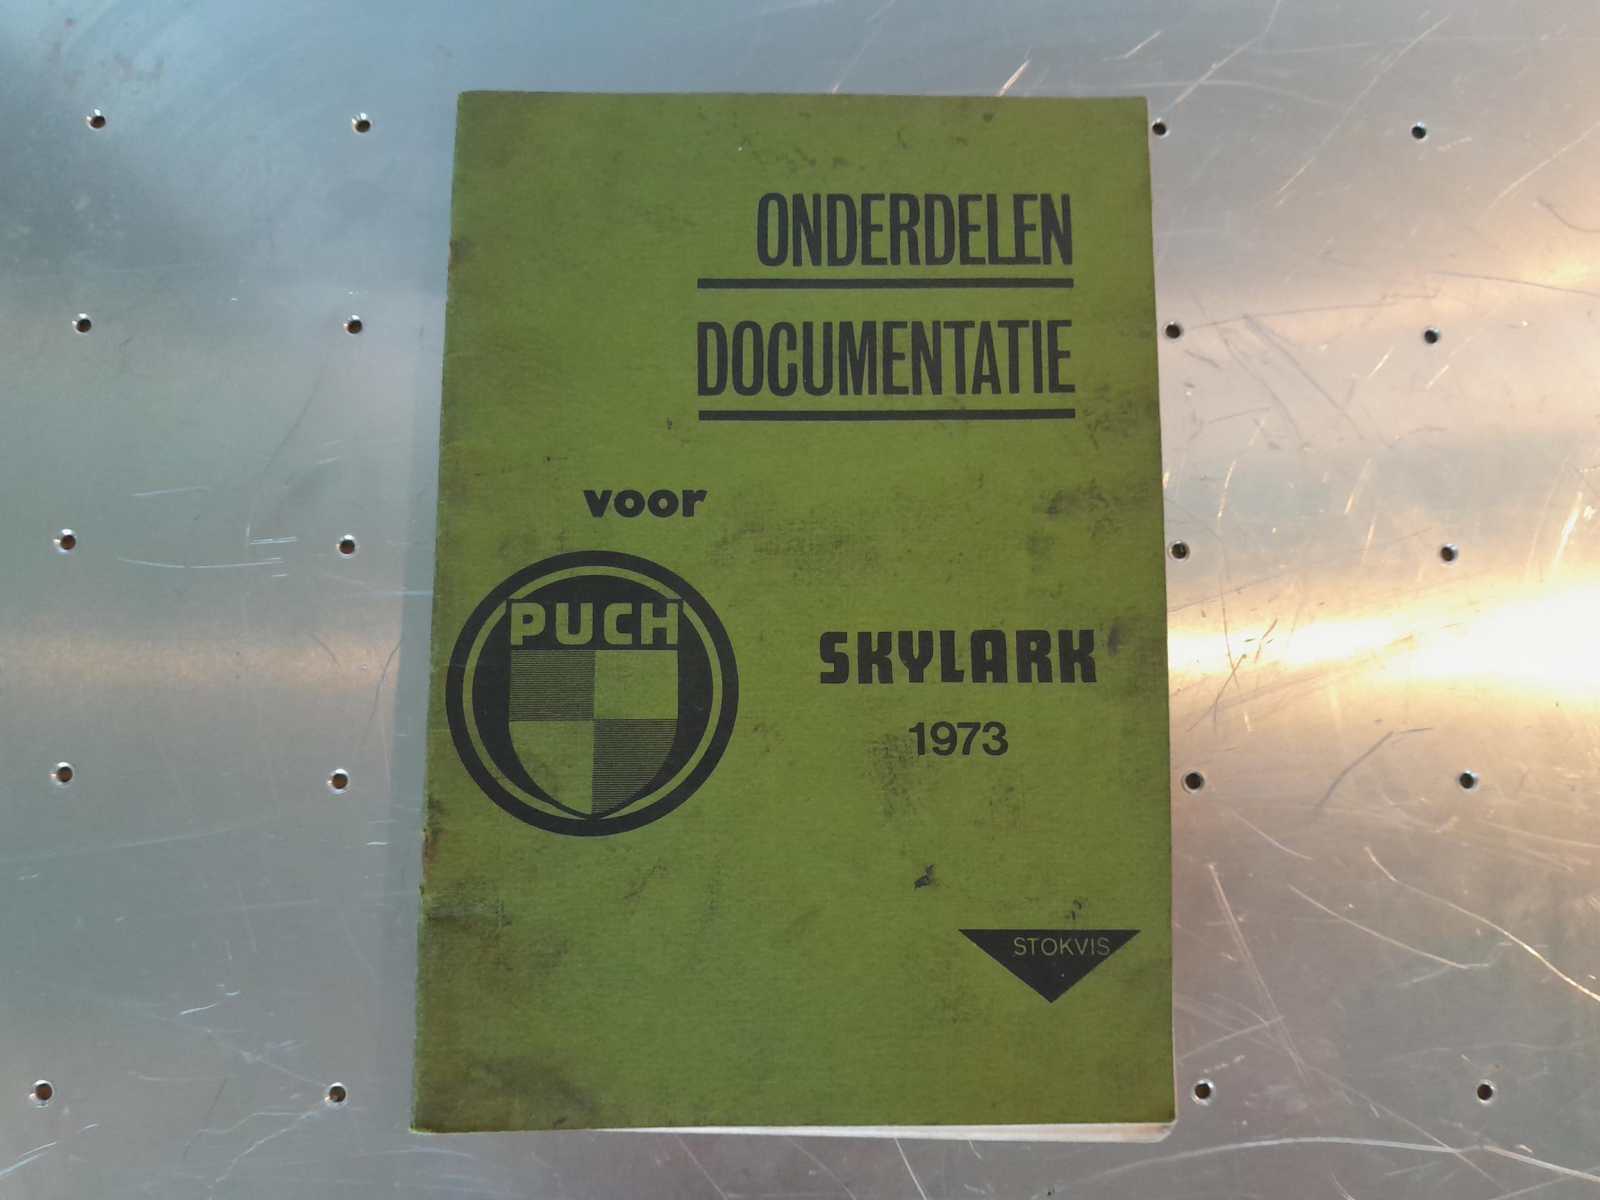 ONDERDELEN
DOCUMENTATIE
voor
PUCH
SKYLARK
1973
STOKVIS